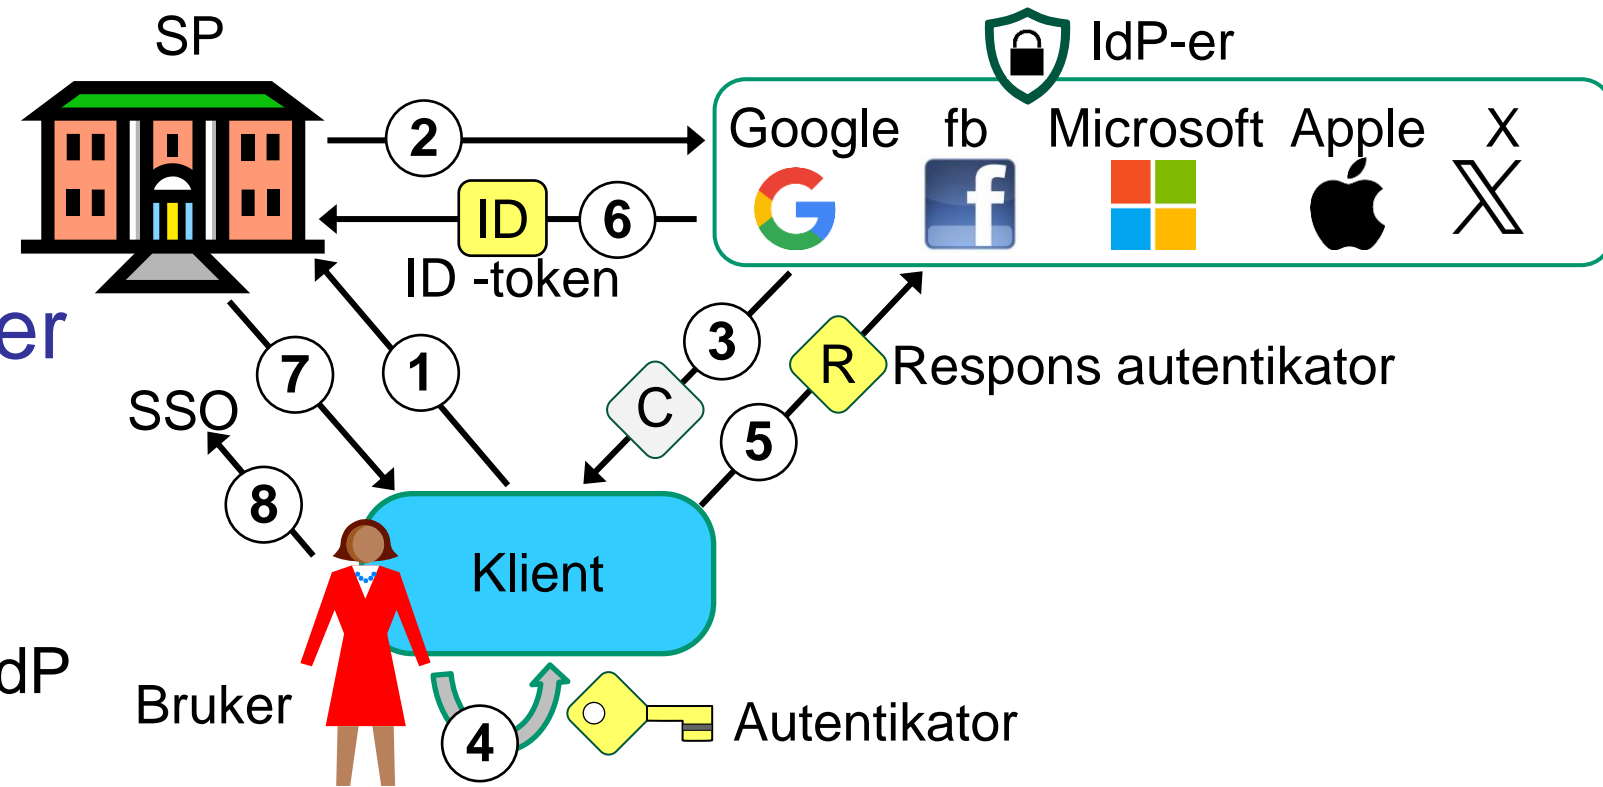 SP
IdP-er
Google fb Microsoft Apple X
2
ID 6
ID -token
er
3
7 1
R Respons autentikator
C
SSO
5
8
Klient
dP
Bruker
4
Autentikator